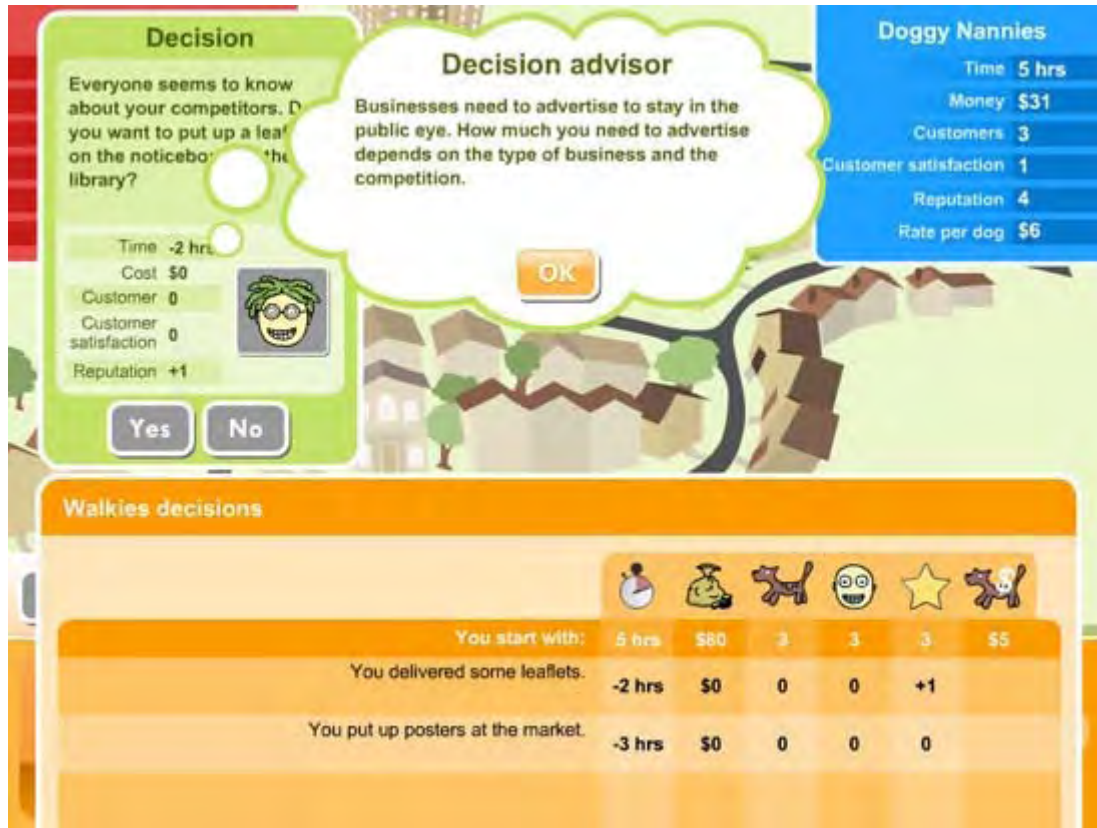 Decision
Everyone seems to know
about your competitors. D
you want to put up a leaf
on the noticebo the
library?
Time -2 hrs
Cost $0
Customer 0
Customer
satisfaction 0
Reputation +1
Yes No
Decision advisor
Businesses need to advertise to stay in the
public eye. How much you need to advertise
depends on the type of business and the
competition.
OK
Doggy Nannies
Time 5 hrs
Money $31
Customers 3
Customer satisfaction 1
Reputation 4
Rate per dog $6
Walkies decisions
You start with: 5 hrs $80 3 3 3 $5
You delivered some leaflets. -2 hrs $0 0 0 +1
You put up posters at the market. -3 hrs $0 0 0 0